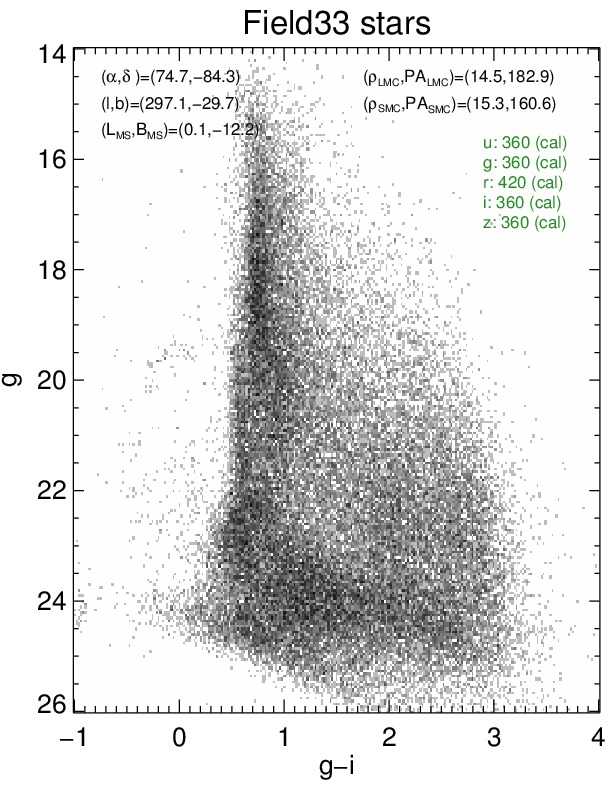 Field33 stars
(α,δ )=(74.7,−84.3)
(ρLMC,PALMC)=(14.5,182.9)
(l,b)=(297.1,−29.7)
(ρSMC,PASMC)=(15.3,160.6)
(LMS,BMS)=(0.1,−12.2)
u: 360 (cal)
g: 360 (cal)
r: 420 (cal)
i: 360 (cal)
z: 360 (cal)
14
16
18
20
22
24
26
g
−1 0 1 2 3 4
g−i